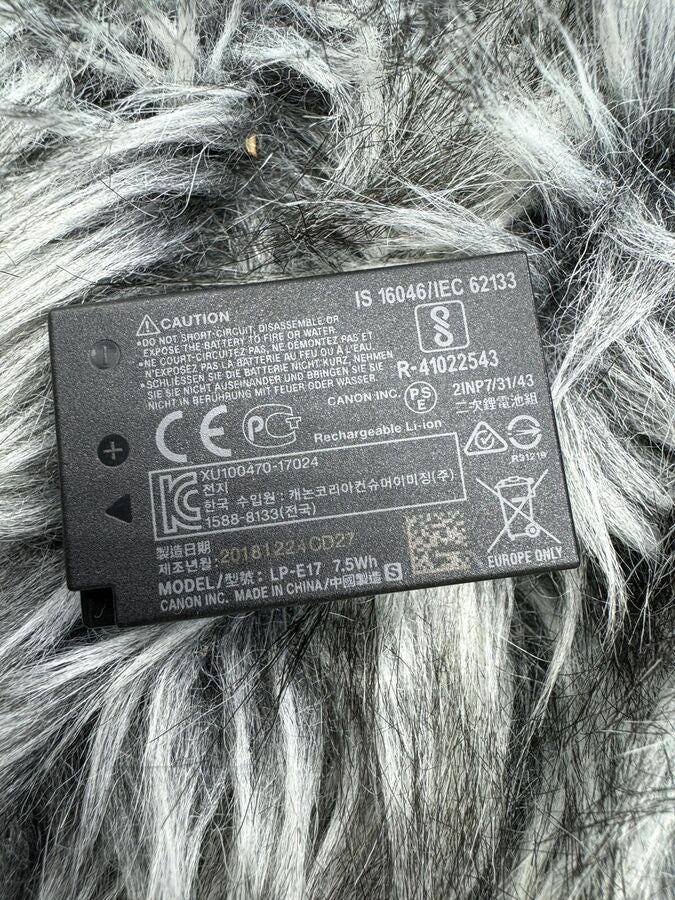 IS 16046/IEC 62133
⚠CAUTION
•DO NOT SHORT-CIRCUIT, DISASSEMBLE OR
EXPOSE THE BATTERY TO FIRE OR WATER.
•NE COURT-CIRCUITEZ, NE DÉMONTEZ PAS ET
N'EXPOSEZ PAS LA BATTERIE AU FEU OU À L'EAU.
•SCHLIESSEN SIE DIE BATTERIE NICHT KURZ, NEHMEN
SIE SIE NICHT AUSEINANDER UND BRINGEN SIE SIE
NICHT IN BERÜHRUNG MIT FEUER ODER WASSER.
R-41022543
CANON INC.
PSE
2INP7/31/43
二次鋰電池組
CE
Rechargeable Li-ion
R31219
XU100470-17024
전지
한국 수입원 : 캐논코리아컨슈머이미징(주)
1588-8133(전국)
製造日期
제조년월:
20181224CD27
MODEL/型號: LP-E17 7.5Wh
CANON INC. MADE IN CHINA/中國製造 S
EUROPE ONLY